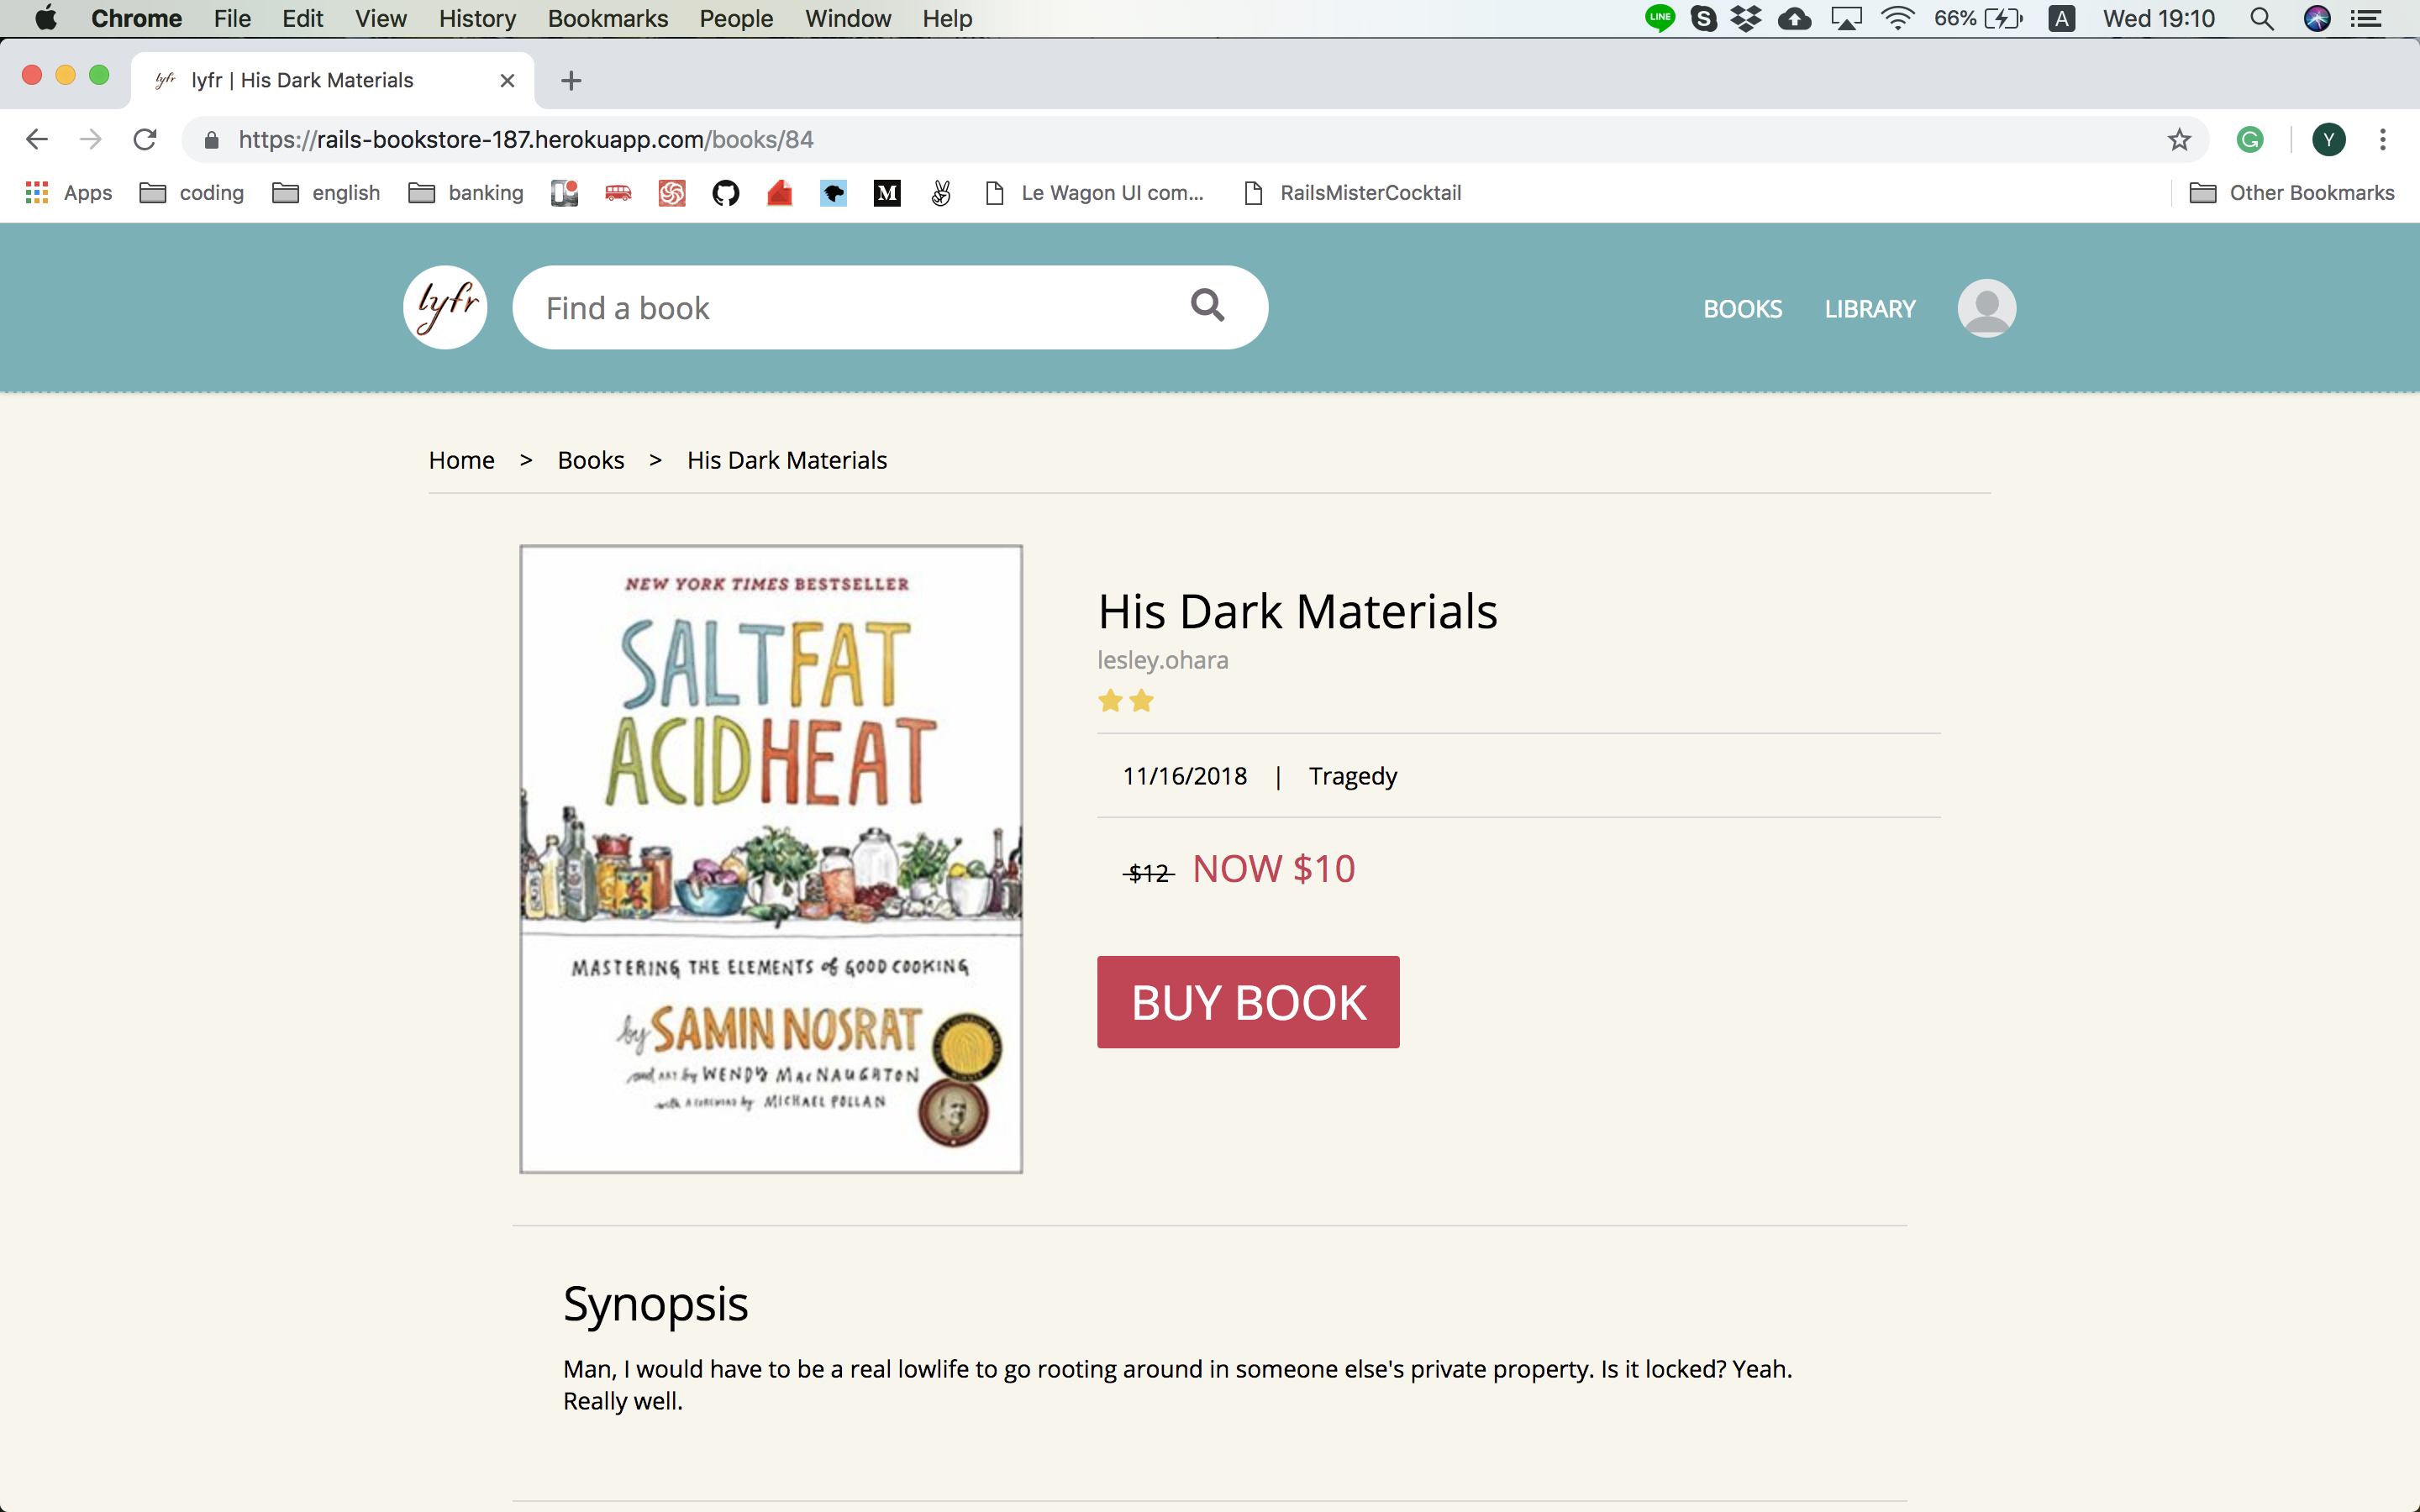 Chrome File Edit View History Bookmarks People Window Help LINE S 66% A Wed 19:10
lyfr lyfr | His Dark Materials
https://rails-bookstore-187.herokuapp.com/books/84 G Y
Apps coding english banking M Le Wagon UI com... RailsMisterCocktail Other Bookmarks
lyfr Find a book BOOKS LIBRARY
Home > Books > His Dark Materials
NEW YORK TIMES BESTSELLER
SALT FAT
ACID HEAT
MASTERING THE ELEMENTS of GOOD COOKING
by SAMIN NOSRAT
and ART by WENDY MACNAUGHTON
with A FOREWORD by MICHAEL POLLAN
His Dark Materials
lesley.ohara
11/16/2018 | Tragedy
$12 NOW $10
BUY BOOK
Synopsis
Man, I would have to be a real lowlife to go rooting around in someone else's private property. Is it locked? Yeah.
Really well.